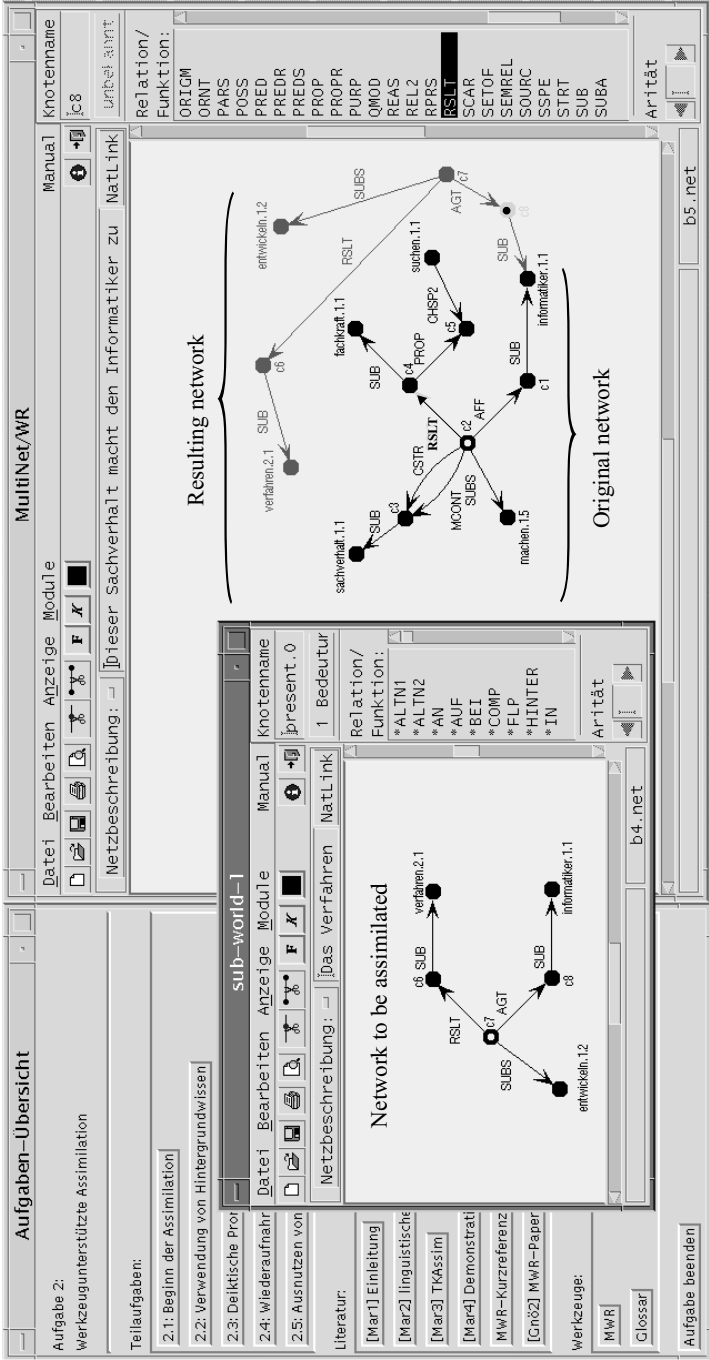 Aufgaben–Übersicht
Aufgabe 2:
Werkzeugunterstützte Assimilation
Teilaufgaben:
2.1: Beginn der Assimilation
2.2: Verwendung von Hintergrundwissen
2.3: Deiktische Pror
2.4: Wiederaufnahr
2.5: Ausnutzen von
Literatur:
[Mar1] Einleitung
[Mar2] linguistische
[Mar3] TKAssim
[Mar4] Demonstrati
MWR–Kurzreferenz
[Gnö2] MWR–Paper
Werkzeuge:
MWR
Glossar
Aufgabe beenden
MultiNet/WR
Datei Bearbeiten Anzeige Module Manual
F K
Netzbeschreibung: Dieser Sachverhalt macht den Informatiker zu NatLink
Knotenname
c8
unbekannt
Relation/
Funktion:
ORIGM
ORNT
PARS
POSS
PRED
PREDR
PREDS
PROP
PROPR
PURP
QMOD
REAS
REL2
RPRS
RSLT
SCAR
SETOF
SEMREL
SOURC
SSPE
STRT
SUB
SUBA
Arität
b5.net
Resulting network
entwickeln.1.2
SUBS
c6
RSLT
c7
SUB
AGT
verfahren.2.1
c8
SUB
fachkraft.1.1
suchen.1.1
SUB
CHSP2
c4
PROP
c5
informatiker.1.1
RSLT
SUB
sachverhalt.1.1
SUB
c3
CSTR
c2
AFF
c1
MCONT
SUBS
machen.1.5
Original network
sub–world–1
Datei Bearbeiten Anzeige Module Manual
F K
Netzbeschreibung: Das Verfahren NatLink
Knotenname
present.0
1 Bedeutur
Relation/
Funktion:
*ALTN1
*ALTN2
*AN
*AUF
*BEI
*COMP
*FLP
*HINTER
*IN
Arität
b4.net
Network to be assimilated
c6 SUB verfahren.2.1
RSLT
c7
AGT
SUBS
SUB
c8
informatiker.1.1
entwickeln.1.2